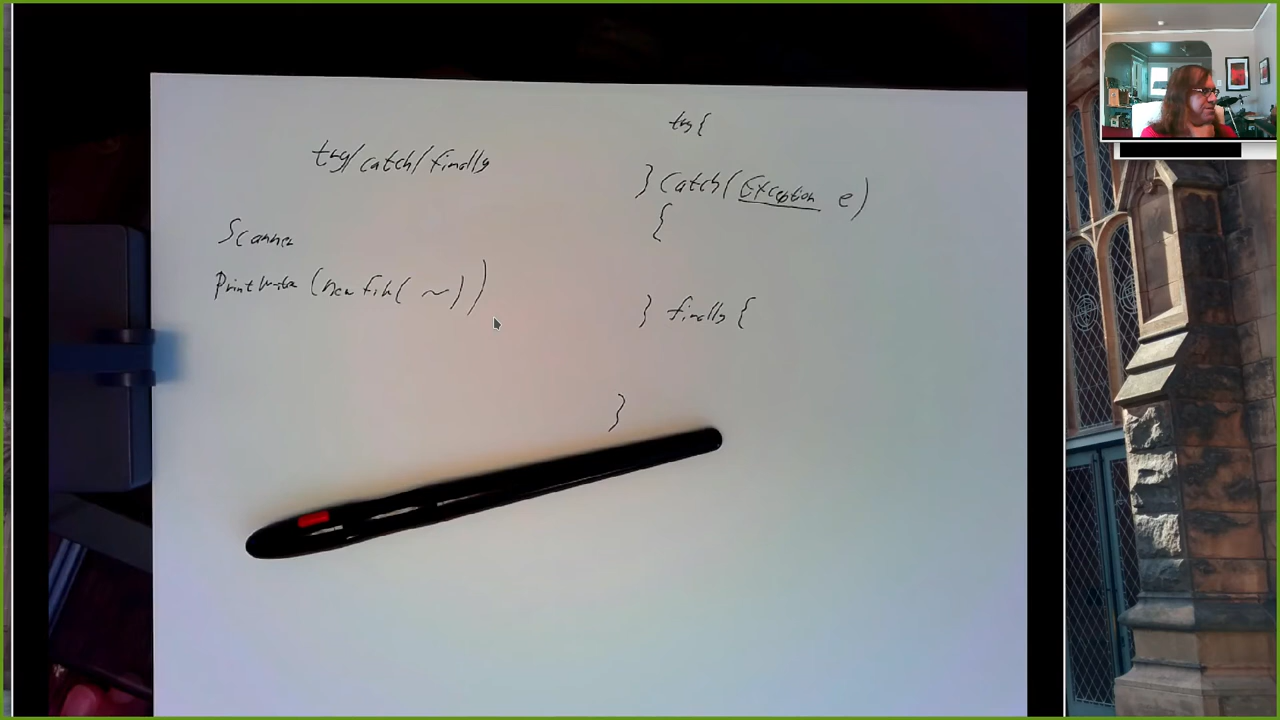 try/catch/finally
Scanner
PrintWriter (new File( ~))
try{
} catch( Exception e)
{
} finally {
}